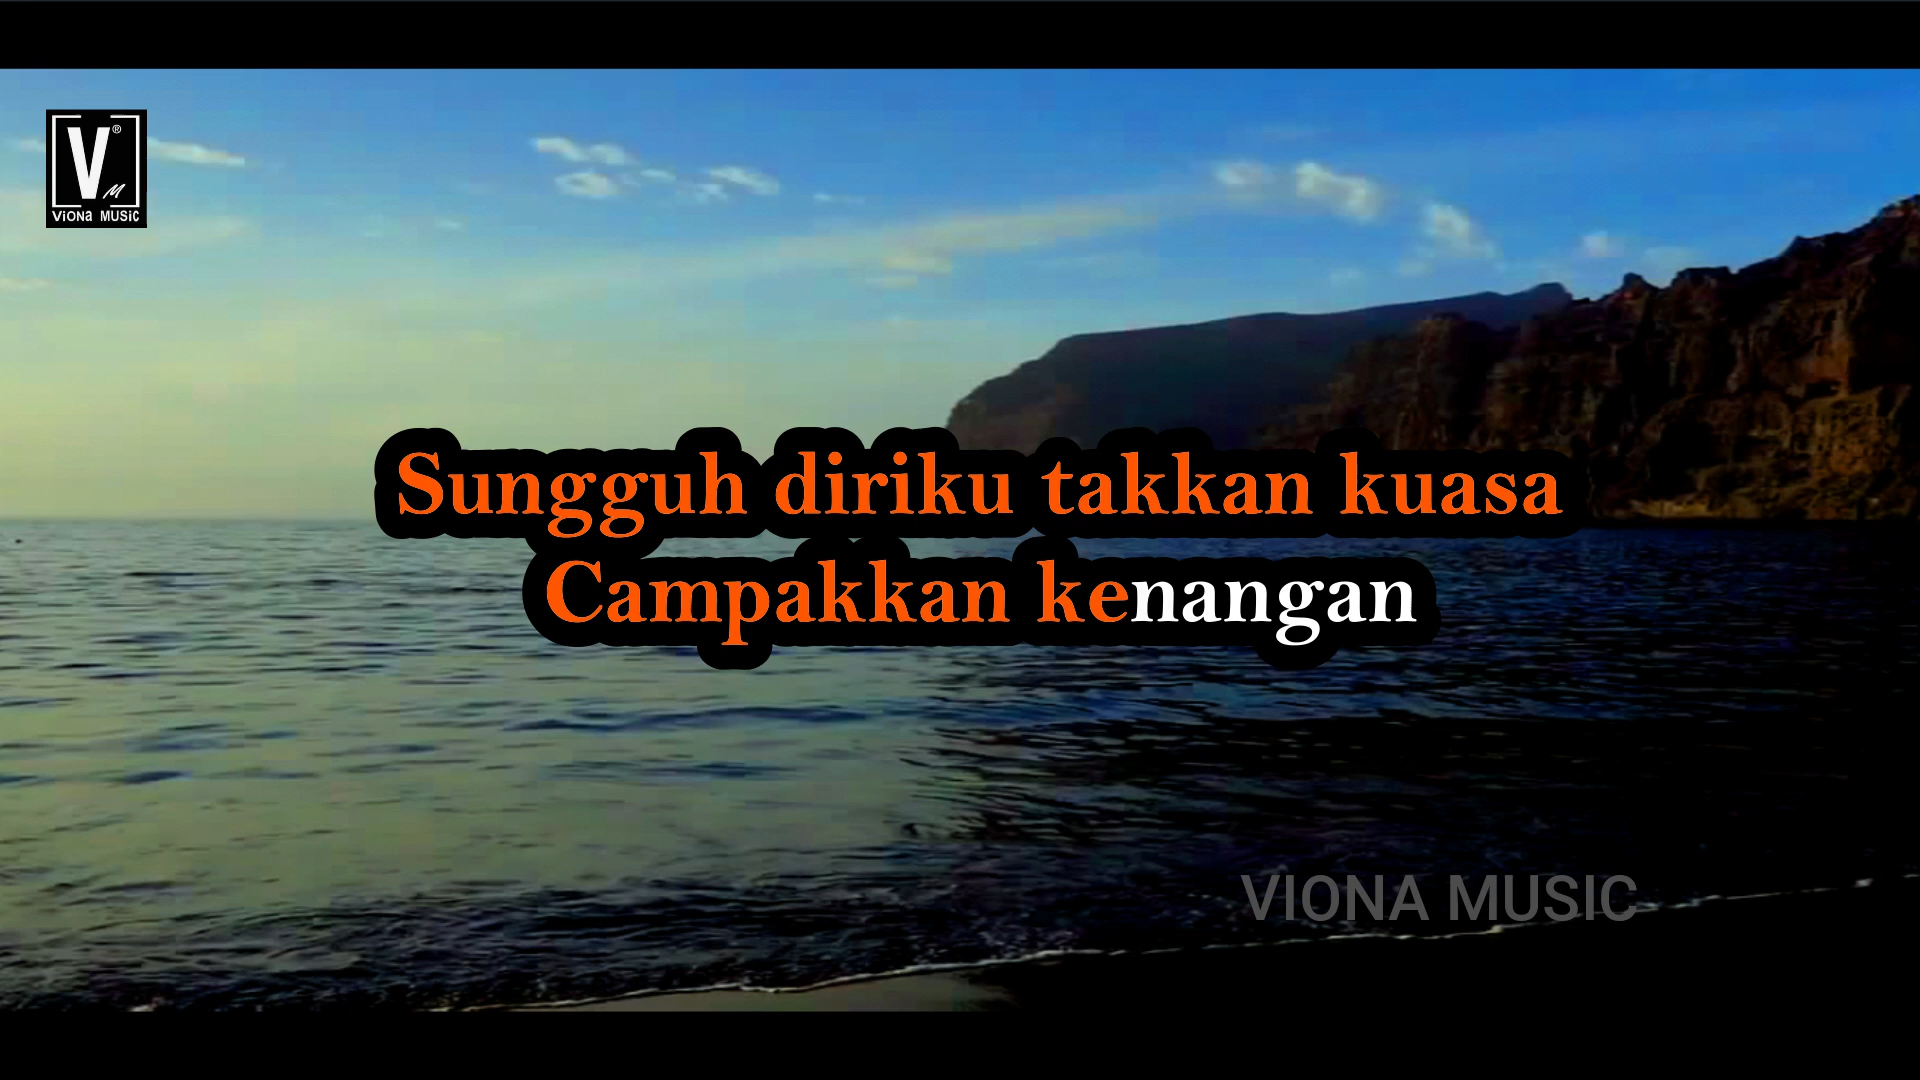 V®
M
VIONA MUSIC
Sungguh diriku takkan kuasa
Campakkan kenangan
VIONA MUSIC